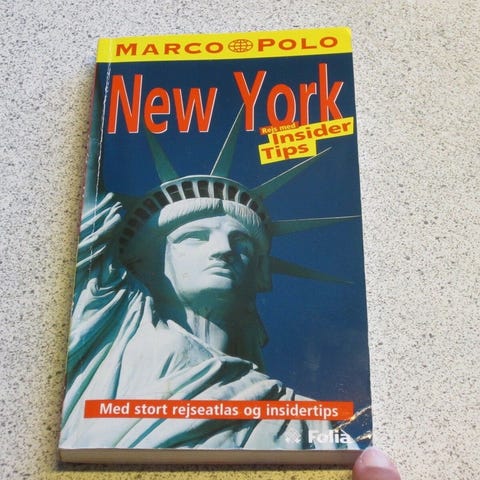 MARCO POLO
New York
Rejs med
Insider
Tips
Med stort rejseatlas og insidertips
Folia